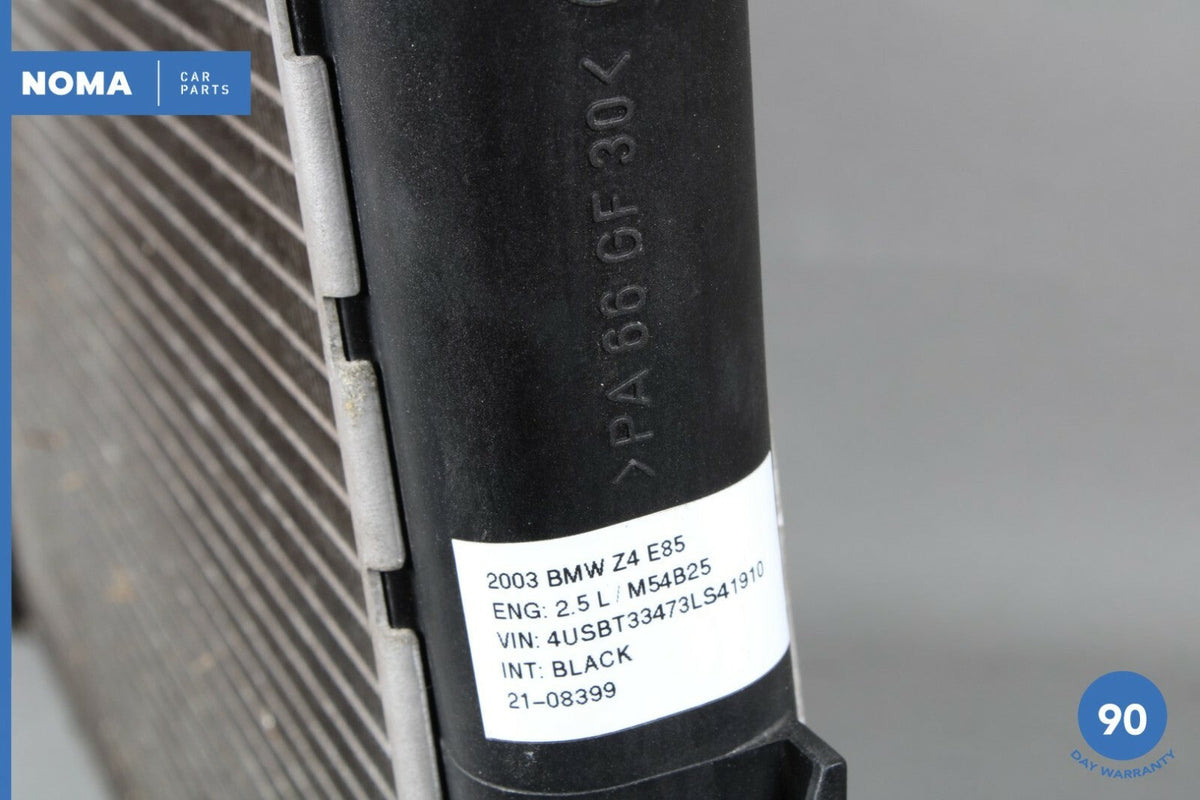 NOMA
CAR
PARTS
>PA 66 GF 30<
2003 BMW Z4 E85
ENG: 2.5 L / M54B25
VIN: 4USBT33473LS41910
INT: BLACK
21-08399
90
DAY WARRANTY